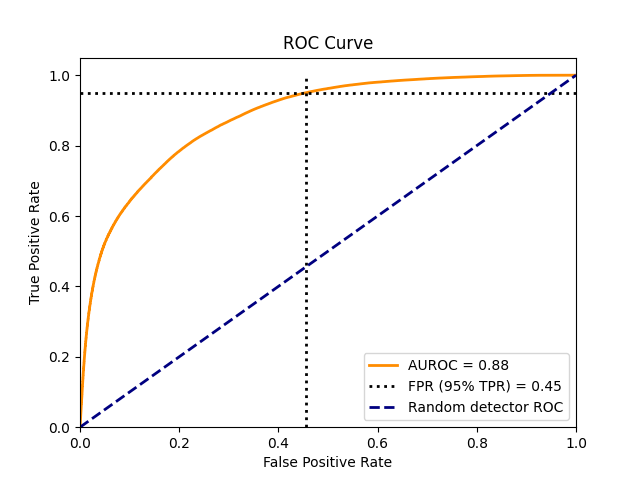 ROC Curve
True Positive Rate
1.0
0.8
0.6
0.4
0.2
0.0
AUROC = 0.88
FPR (95% TPR) = 0.45
Random detector ROC
0.0 0.2 0.4 0.6 0.8 1.0
False Positive Rate